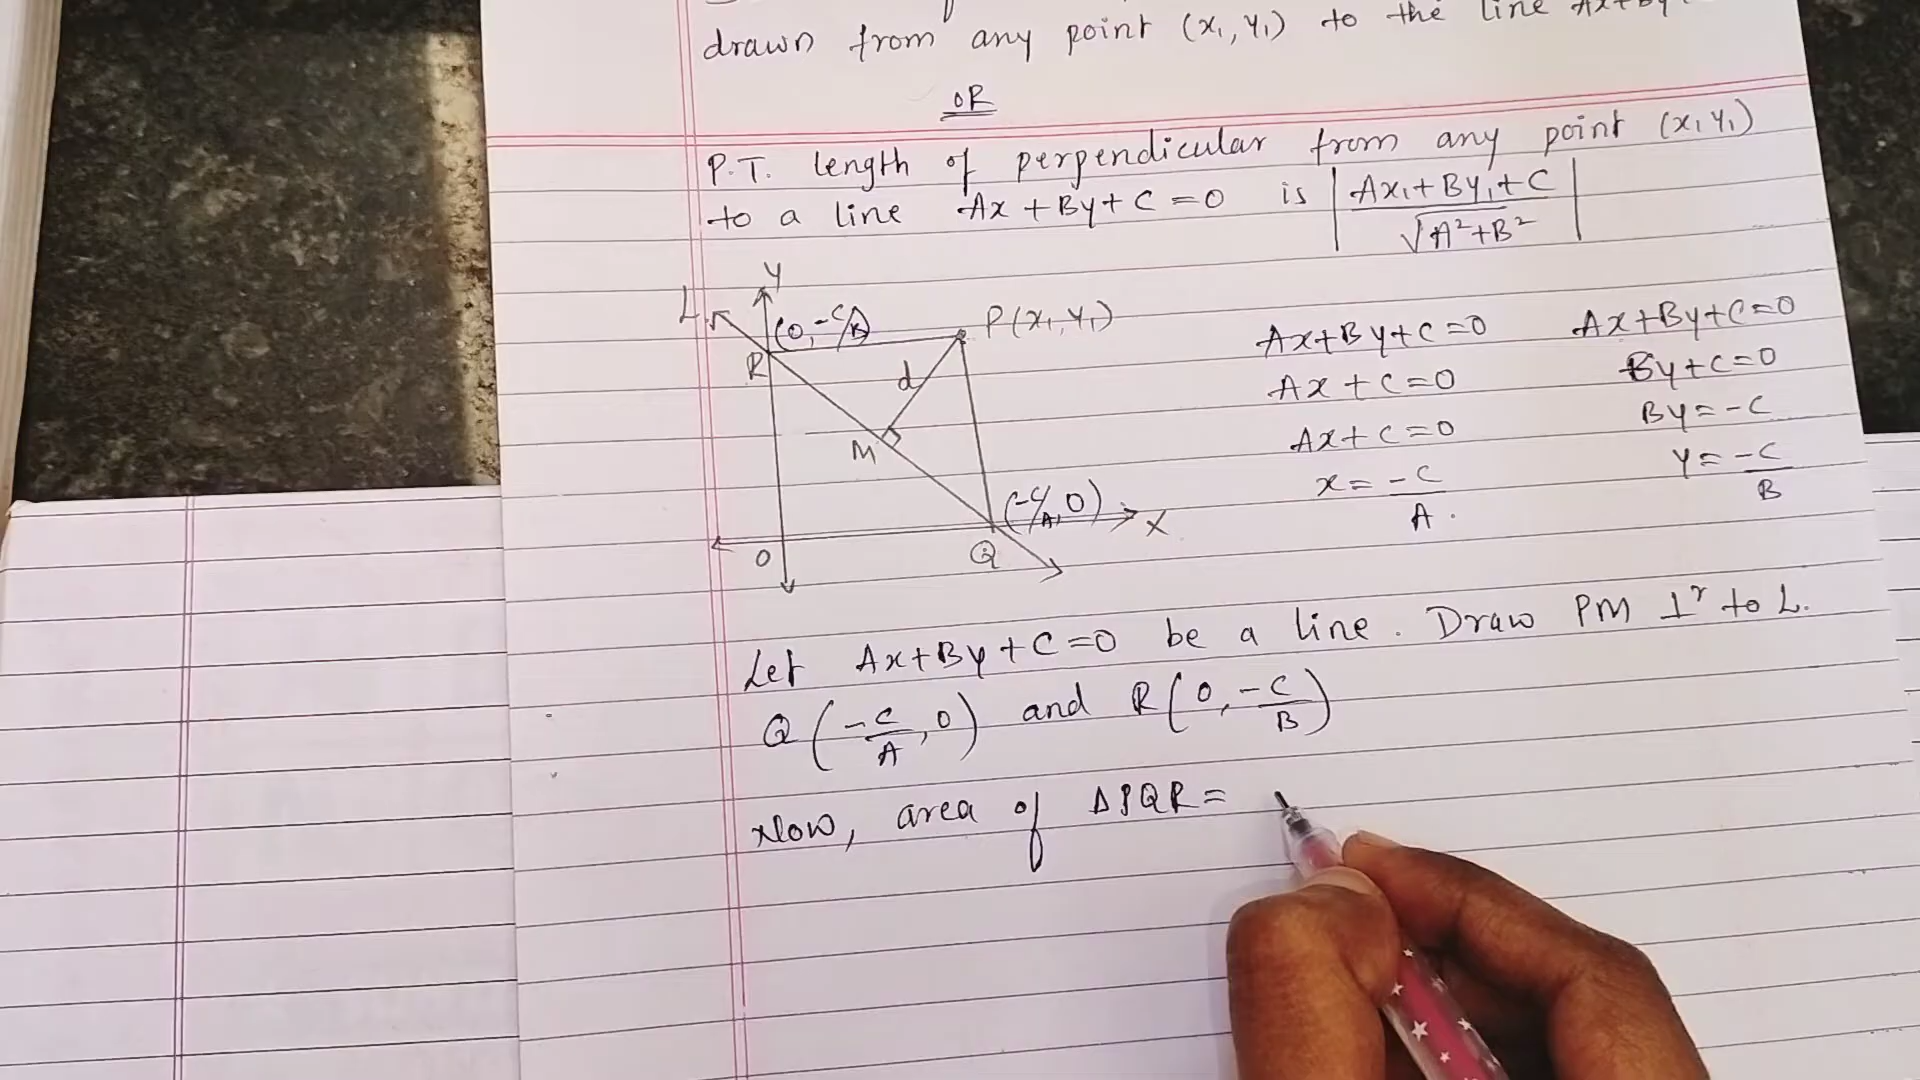 drawn from any point (x₁, y₁) to the line Ax+By
OR
P.T. length of perpendicular from any point (x₁ y₁)
to a line Ax + By + C = 0 is | Ax₁ + By₁ + C / √A²+B² |
Y
L
(0, -C/B)
P(x₁, y₁)
R
d
M
(-C/A, 0)
X
O
Q
Ax+By+C=0
Ax + C = 0
Ax + C = 0
x = -C/A.
Ax+By+C=0
By+C=0
By = -C
y = -C/B
Let Ax+By+C=0 be a line. Draw PM ⊥ʳ to L.
Q(-C/A, 0) and R(0, -C/B)
Now, area of ΔPQR =